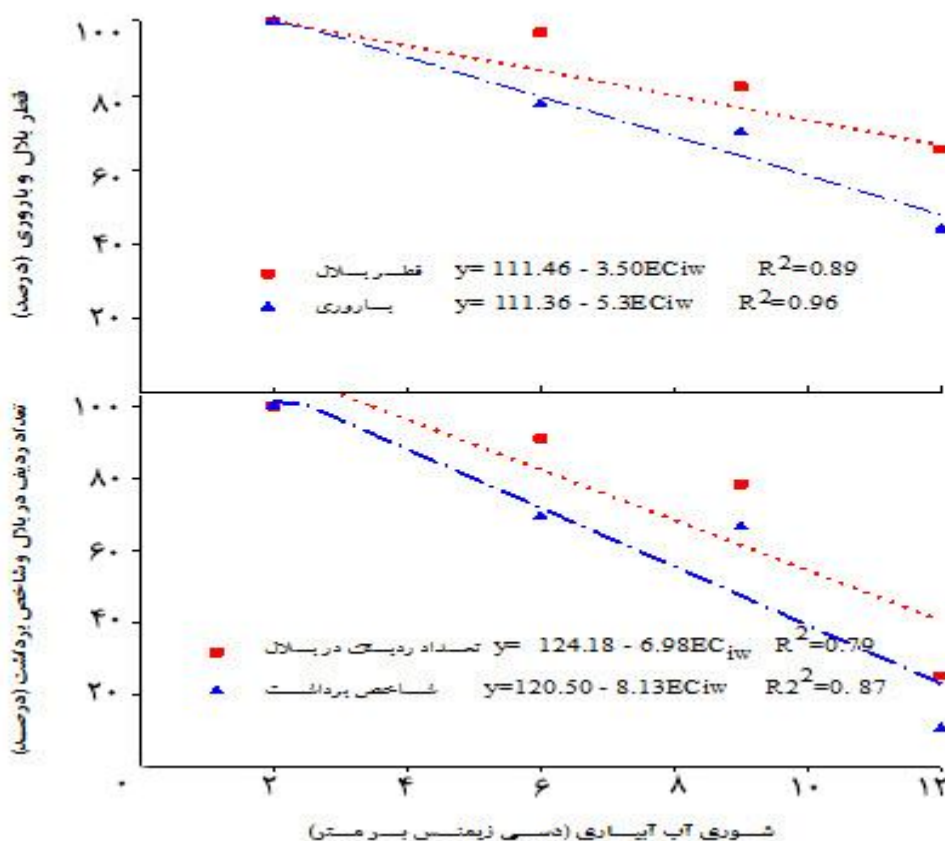 قطر بلال و باروری (درصد)
۱۰۰
۸۰
۶۰
۴۰
۲۰
قطر بلال y= 111.46 - 3.50ECiw R²=0.89
باروری y= 111.36 - 5.3ECiw R²=0.96
تعداد ردیف در بلال و شاخص برداشت (درصد)
۱۰۰
۸۰
۶۰
۴۰
۲۰
تعداد ردیف در بلال y= 124.18 - 6.98ECiw R²=0.79
شاخص برداشت y=120.50 - 8.13ECiw R2²=0. 87
۰ ۲ ۴ ۶ ۸ ۱۰ ۱۲
شوری آب آبیاری (دسی زیمنس بر متر)